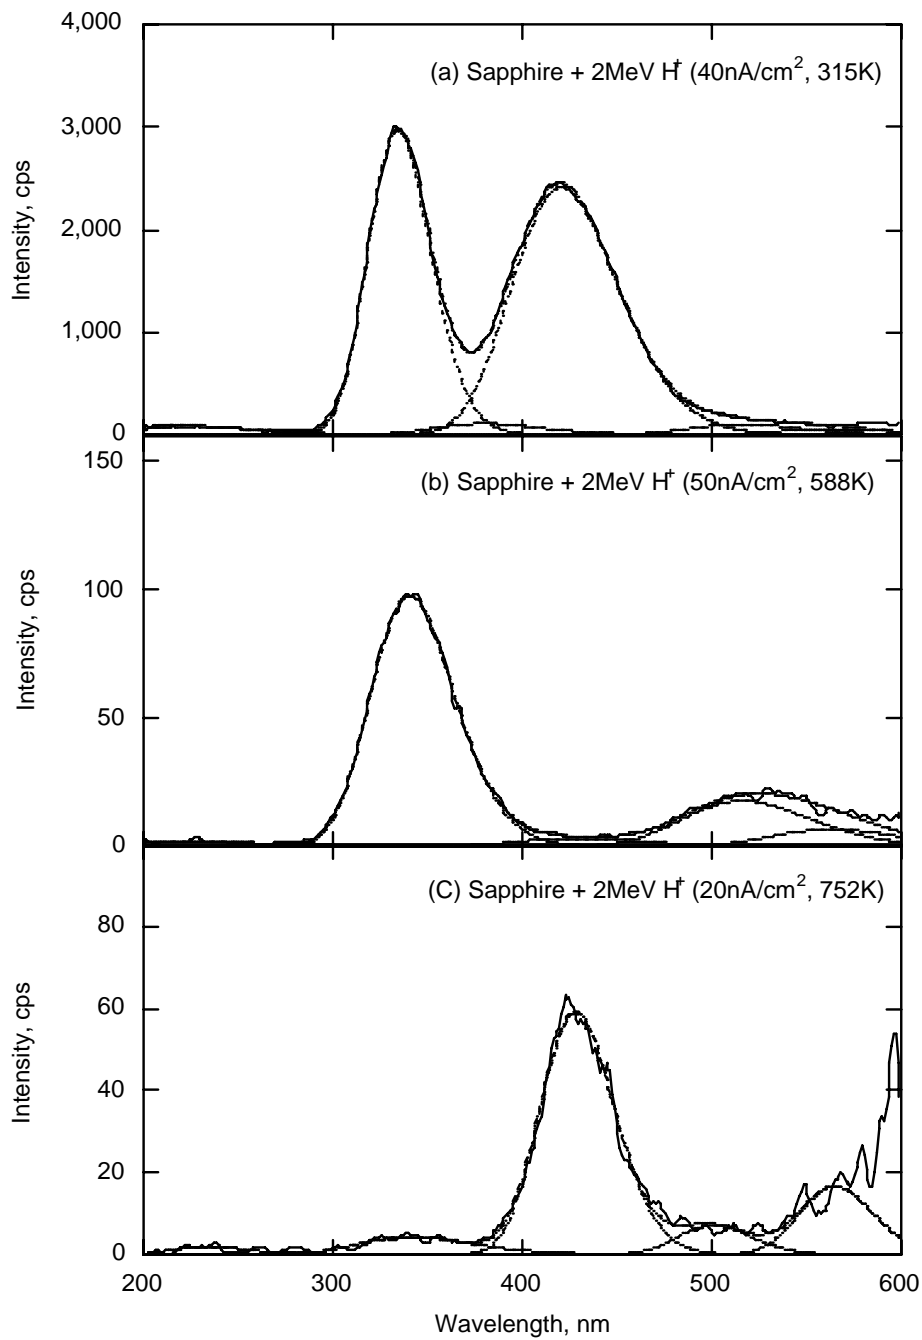 4,000
(a) Sapphire + 2MeV H⁺ (40nA/cm², 315K)
3,000
2,000
1,000
0
Intensity, cps
150
(b) Sapphire + 2MeV H⁺ (50nA/cm², 588K)
100
50
0
Intensity, cps
(C) Sapphire + 2MeV H⁺ (20nA/cm², 752K)
80
60
40
20
0
Intensity, cps
200 300 400 500 600
Wavelength, nm